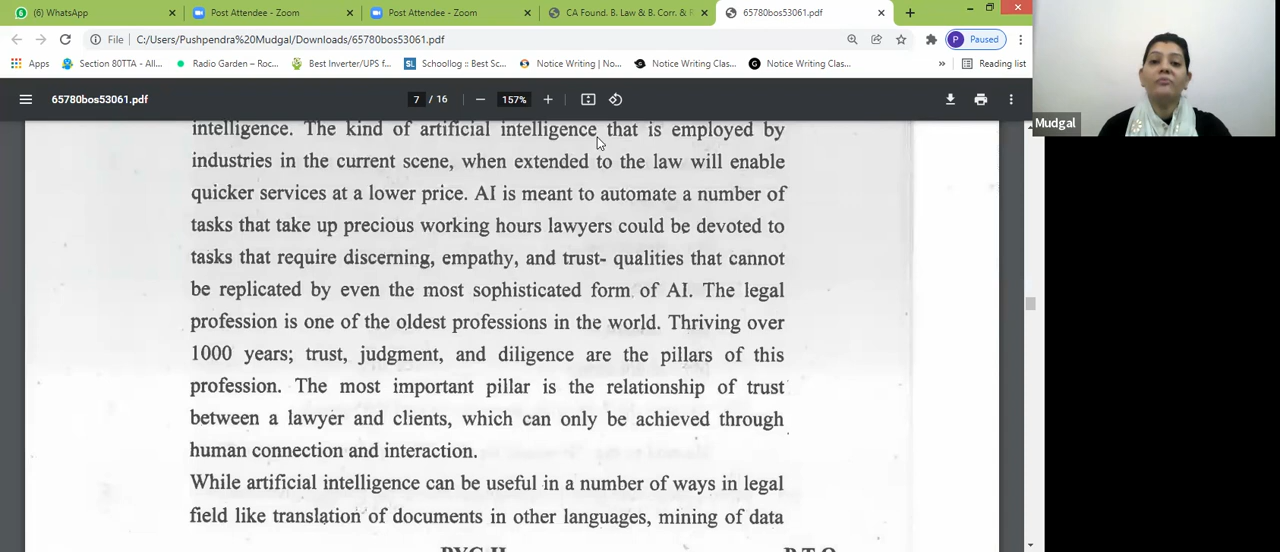 (6) WhatsApp
Post Attendee - Zoom
Post Attendee - Zoom
CA Found. B. Law & B. Corr. & R
65780bos53061.pdf
File C:/Users/Pushpendra%20Mudgal/Downloads/65780bos53061.pdf
Paused
Apps
Section 80TTA - All...
Radio Garden – Roc...
Best Inverter/UPS f...
Schoollog :: Best Sc...
Notice Writing | No...
Notice Writing Clas...
Notice Writing Clas...
Reading list
65780bos53061.pdf
7 / 16
157%
Mudgal
intelligence. The kind of artificial intelligence that is employed by
industries in the current scene, when extended to the law will enable
quicker services at a lower price. AI is meant to automate a number of
tasks that take up precious working hours lawyers could be devoted to
tasks that require discerning, empathy, and trust- qualities that cannot
be replicated by even the most sophisticated form of AI. The legal
profession is one of the oldest professions in the world. Thriving over
1000 years; trust, judgment, and diligence are the pillars of this
profession. The most important pillar is the relationship of trust
between a lawyer and clients, which can only be achieved through
human connection and interaction.
While artificial intelligence can be useful in a number of ways in legal
field like translation of documents in other languages, mining of data